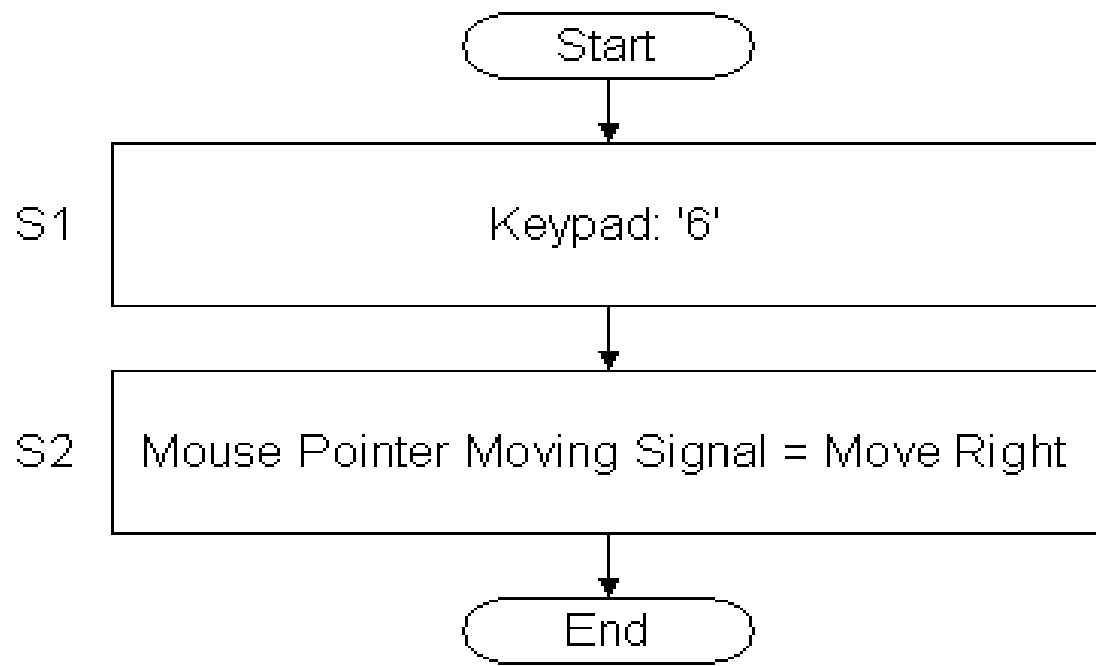 Start
S1
Keypad: '6'
S2
Mouse Pointer Moving Signal = Move Right
End